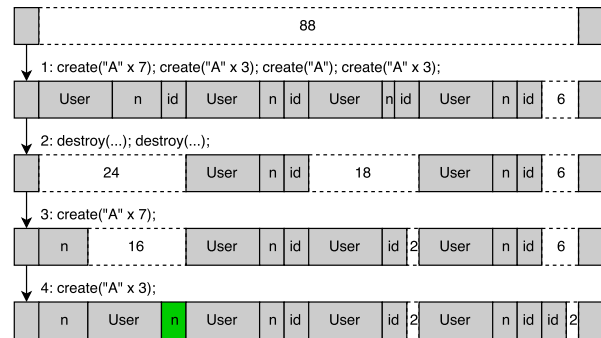 88
1: create("A" x 7); create("A" x 3); create("A"); create("A" x 3);
User n id User n id User n id User n id 6
2: destroy(...); destroy(...);
24 User n id 18 User n id 6
3: create("A" x 7);
n 16 User n id User id 2 User n id 6
4: create("A" x 3);
n User n User n id User id 2 User n id id 2